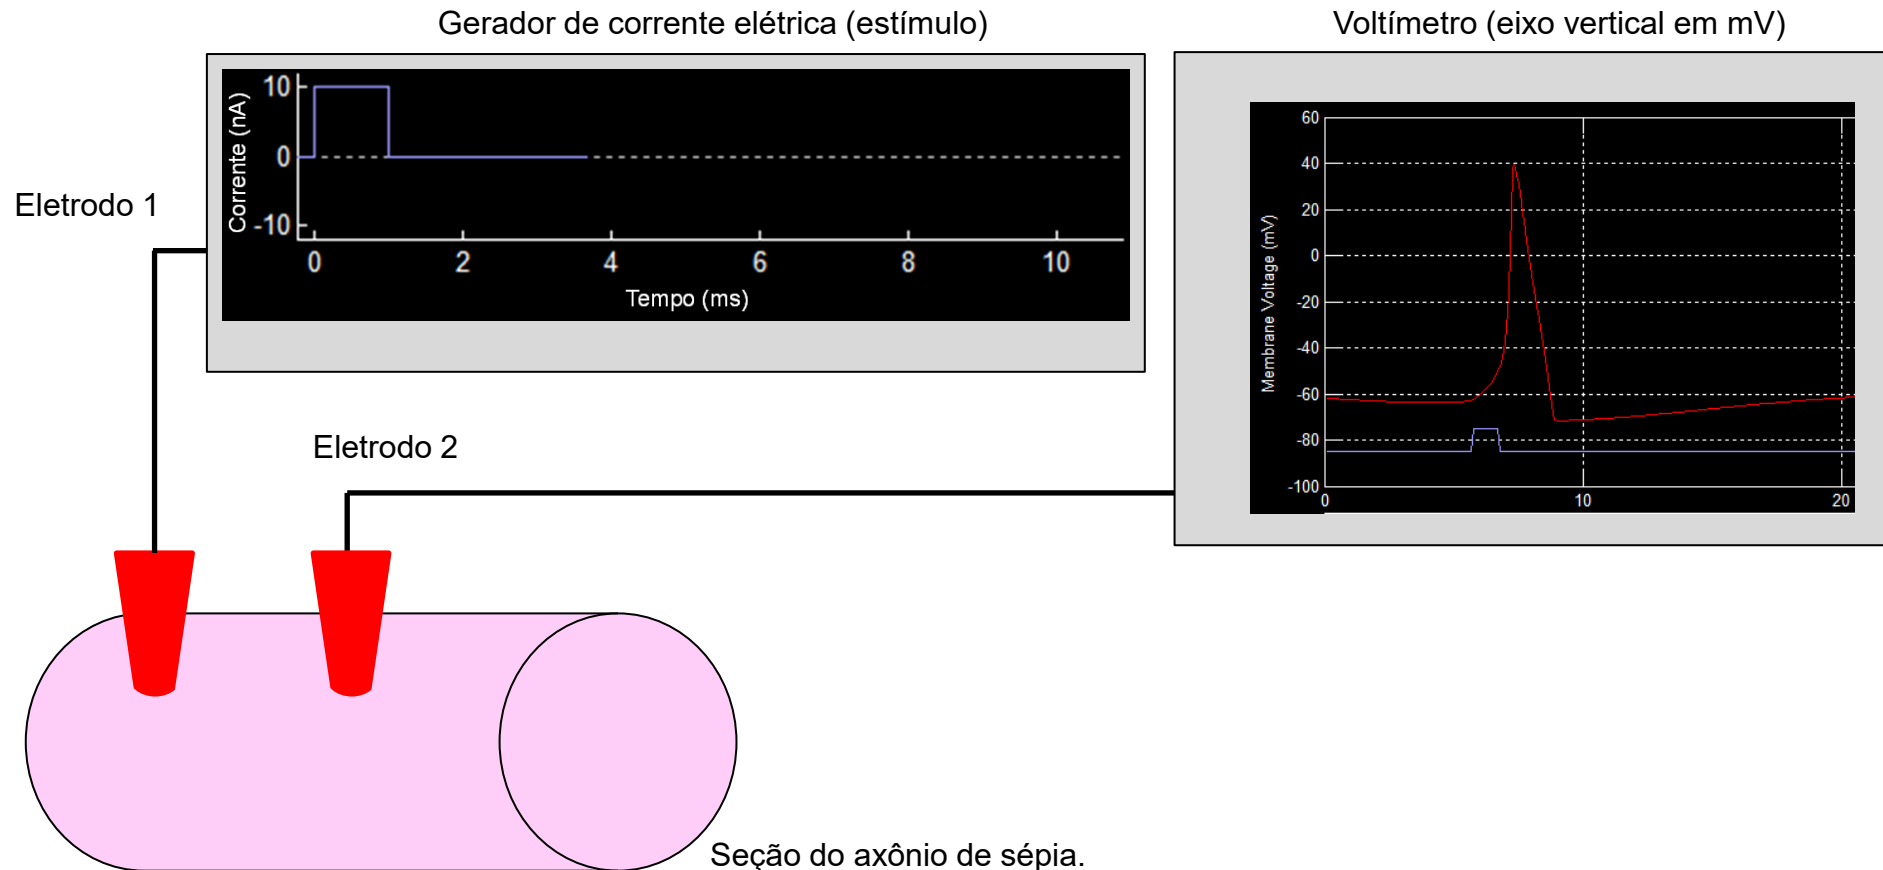 Gerador de corrente elétrica (estímulo)
Voltímetro (eixo vertical em mV)
Corrente (nA)
10
0
-10
0 2 4 6 8 10
Tempo (ms)
Membrane Voltage (mV)
60
40
20
0
-20
-40
-60
-80
-100
0 10 20
Eletrodo 1
Eletrodo 2
Seção do axônio de sépia.